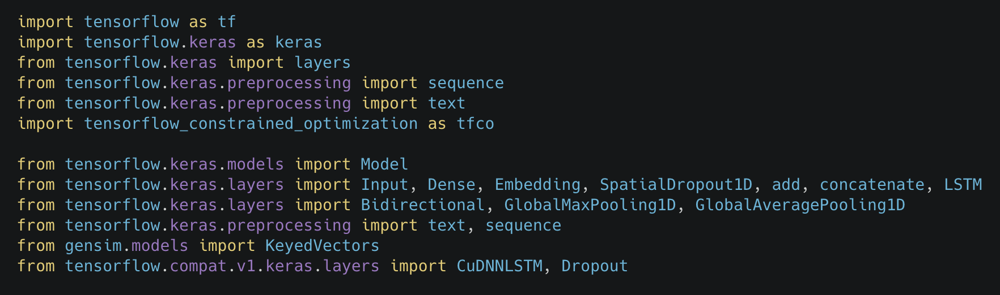 import tensorflow as tf
import tensorflow.keras as keras
from tensorflow.keras import layers
from tensorflow.keras.preprocessing import sequence
from tensorflow.keras.preprocessing import text
import tensorflow_constrained_optimization as tfco
from tensorflow.keras.models import Model
from tensorflow.keras.layers import Input, Dense, Embedding, SpatialDropout1D, add, concatenate, LSTM
from tensorflow.keras.layers import Bidirectional, GlobalMaxPooling1D, GlobalAveragePooling1D
from tensorflow.keras.preprocessing import text, sequence
from gensim.models import KeyedVectors
from tensorflow.compat.v1.keras.layers import CuDNNLSTM, Dropout